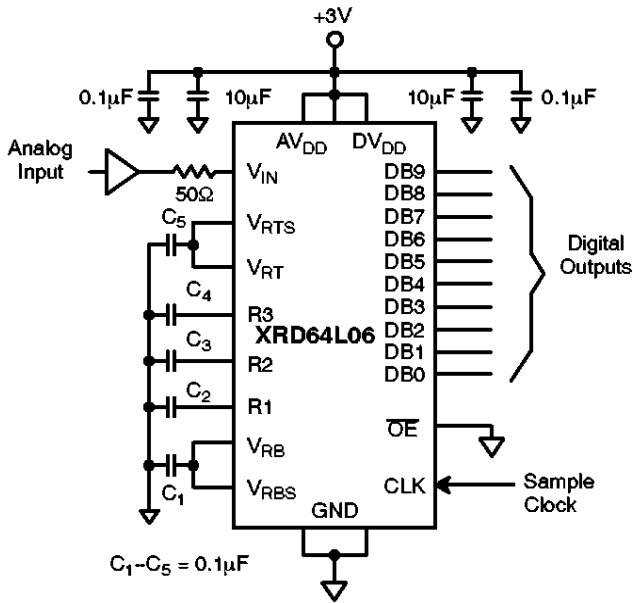 +3V
0.1µF
10µF
10µF
0.1µF
AVDD
DVDD
Analog
Input
50Ω
VIN
C5
VRTS
VRT
C4
R3
C3
R2
C2
R1
VRB
C1
VRBS
XRD64L06
GND
DB9
DB8
DB7
DB6
DB5
DB4
DB3
DB2
DB1
DB0
Digital
Outputs
OE
CLK
Sample
Clock
C1–C5 = 0.1µF